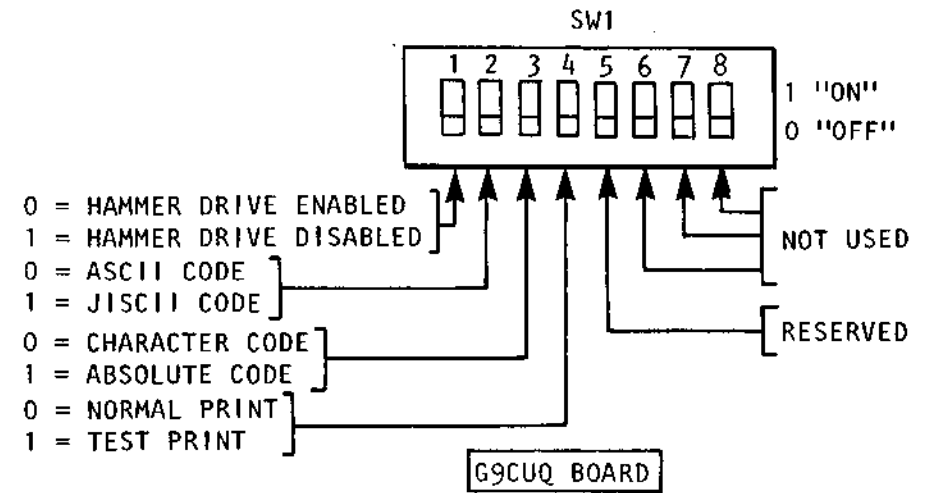 SW1
1 2 3 4 5 6 7 8
1 "ON"
0 "OFF"
0 = HAMMER DRIVE ENABLED
1 = HAMMER DRIVE DISABLED
0 = ASCII CODE
1 = JISCII CODE
0 = CHARACTER CODE
1 = ABSOLUTE CODE
0 = NORMAL PRINT
1 = TEST PRINT
NOT USED
RESERVED
G9CUQ BOARD